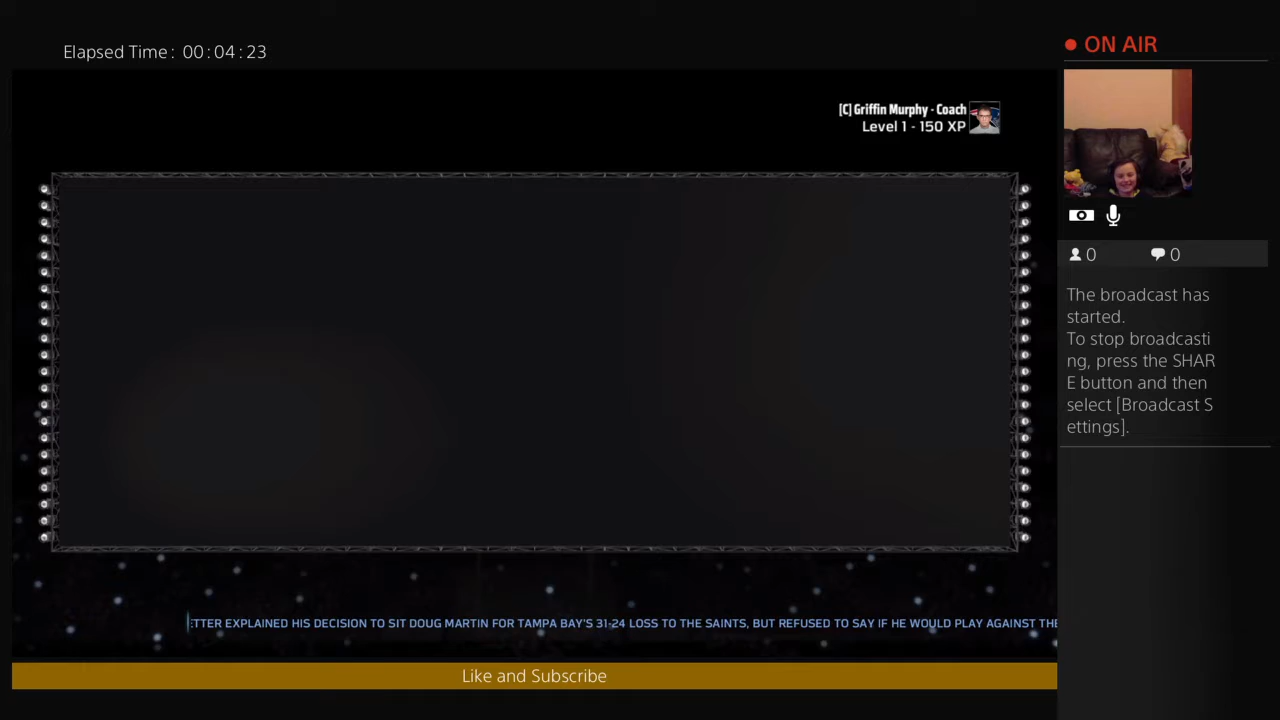 Elapsed Time: 00:04:23
ON AIR
[C] Griffin Murphy - Coach
Level 1 - 150 XP
0 0
The broadcast has
started.
To stop broadcasti
ng, press the SHAR
E button and then
select [Broadcast S
ettings].
:TTER EXPLAINED HIS DECISION TO SIT DOUG MARTIN FOR TAMPA BAY'S 31-24 LOSS TO THE SAINTS, BUT REFUSED TO SAY IF HE WOULD PLAY AGAINST THE
Like and Subscribe